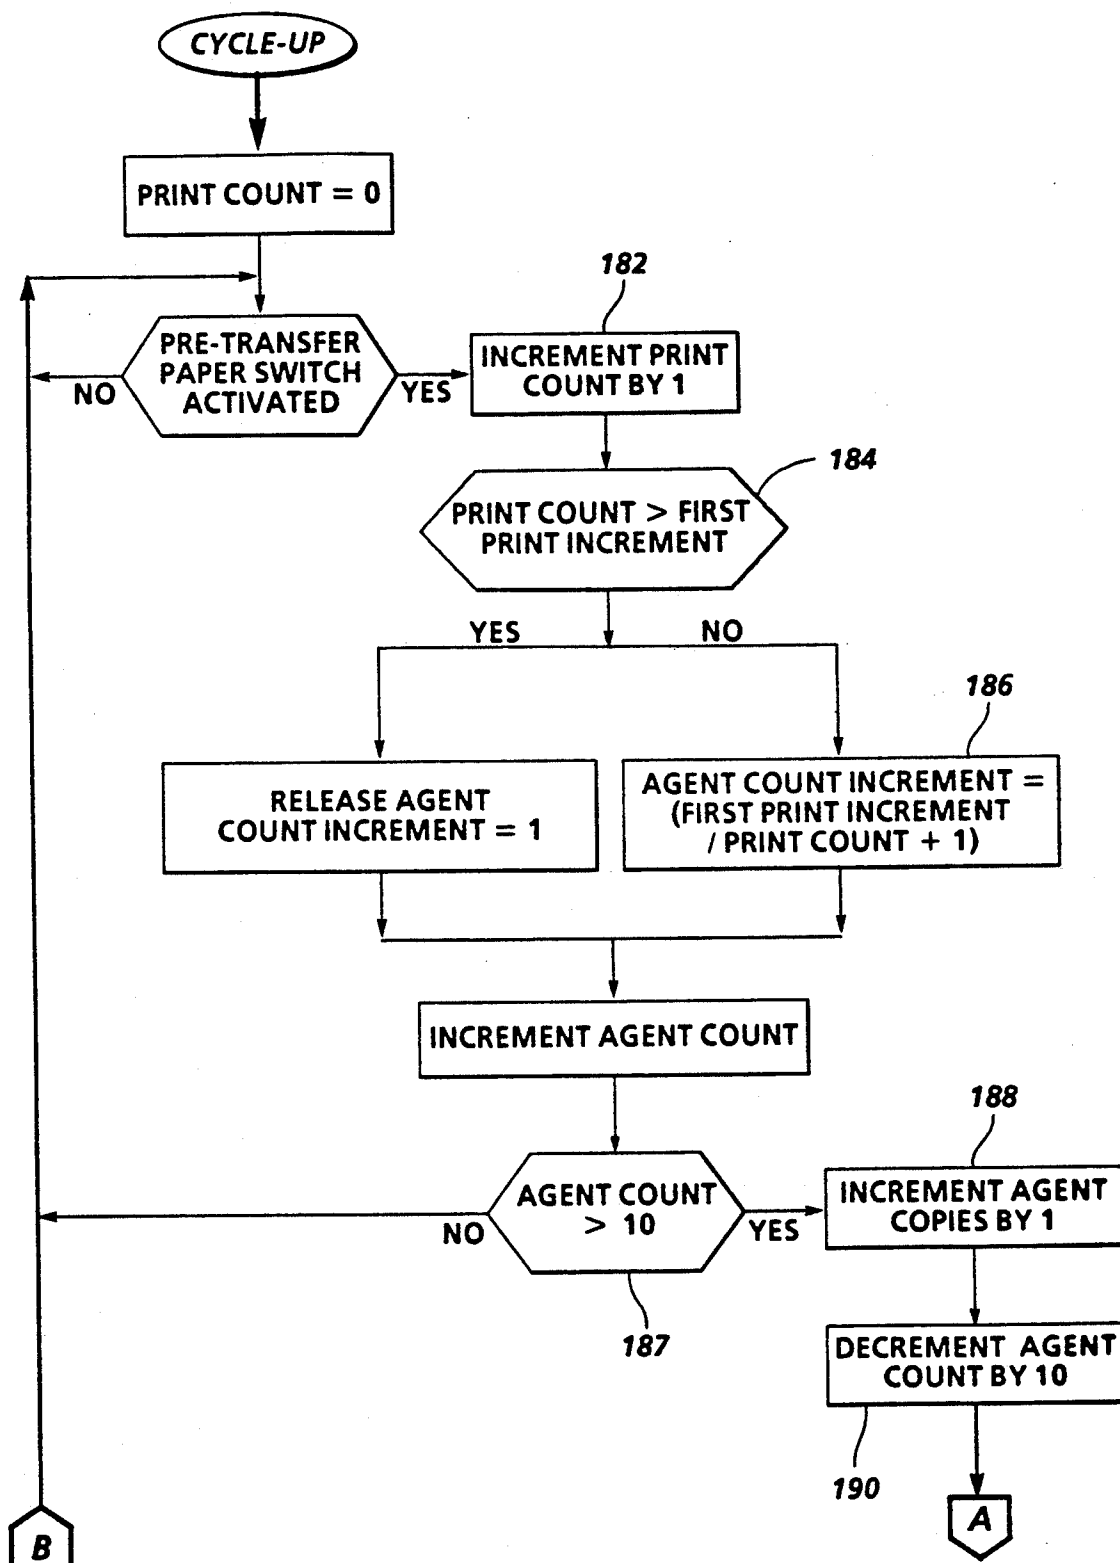 CYCLE-UP
PRINT COUNT = 0
182
PRE-TRANSFER
PAPER SWITCH
ACTIVATED
NO
YES
INCREMENT PRINT
COUNT BY 1
184
PRINT COUNT > FIRST
PRINT INCREMENT
YES
NO
186
RELEASE AGENT
COUNT INCREMENT = 1
AGENT COUNT INCREMENT =
(FIRST PRINT INCREMENT
/ PRINT COUNT + 1)
INCREMENT AGENT COUNT
188
AGENT COUNT
> 10
NO
YES
INCREMENT AGENT
COPIES BY 1
187
DECREMENT AGENT
COUNT BY 10
190
A
B